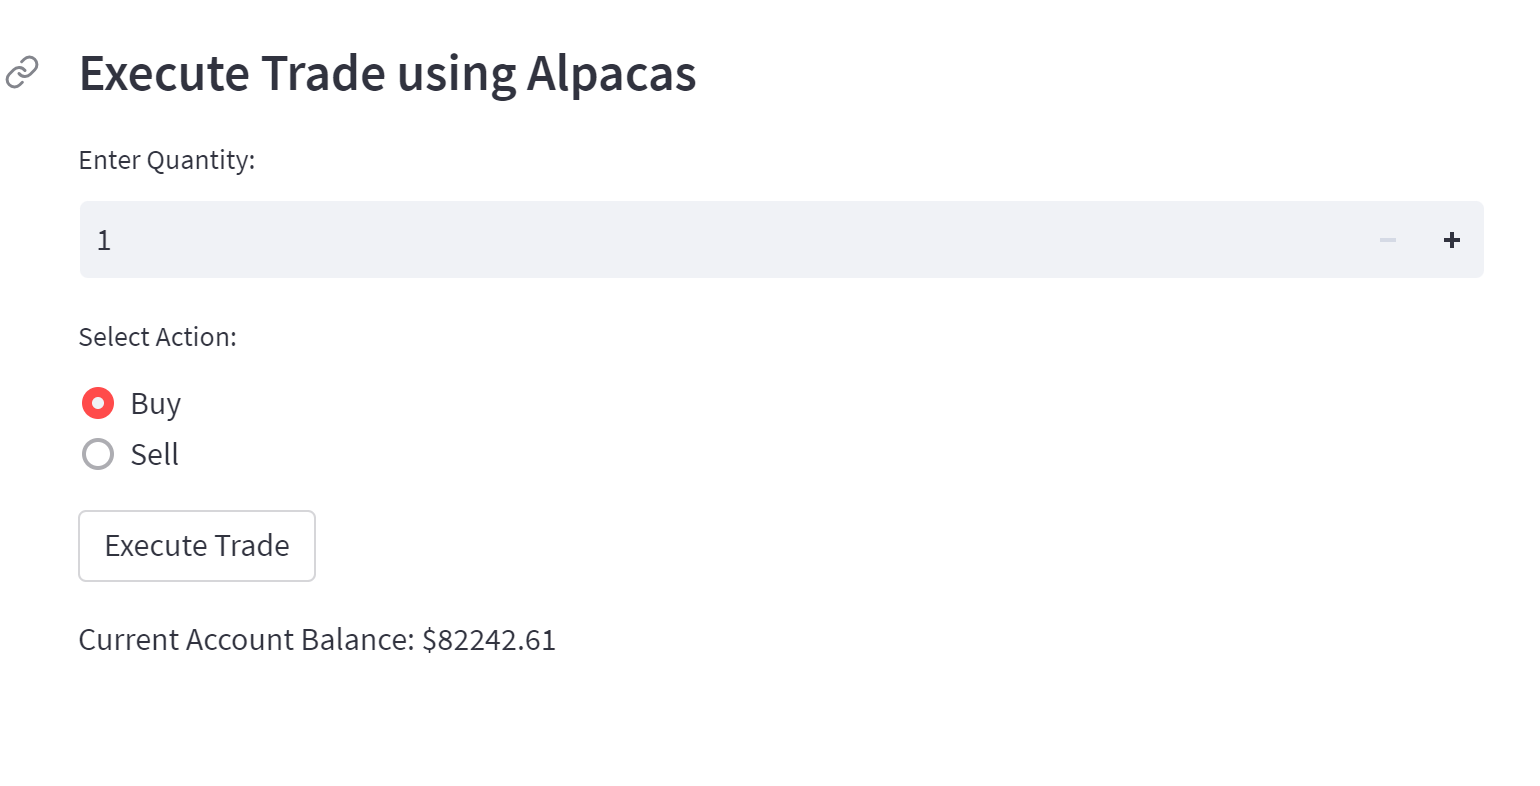 Execute Trade using Alpacas
Enter Quantity:
1
Select Action:
Buy
Sell
Execute Trade
Current Account Balance: $82242.61